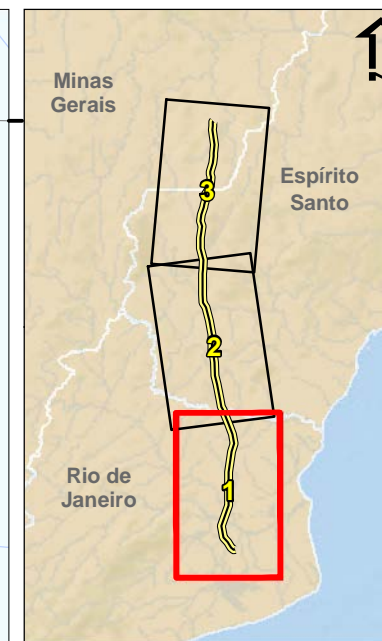 Minas
Gerais
Espírito
Santo
3
2
Rio de
Janeiro
1